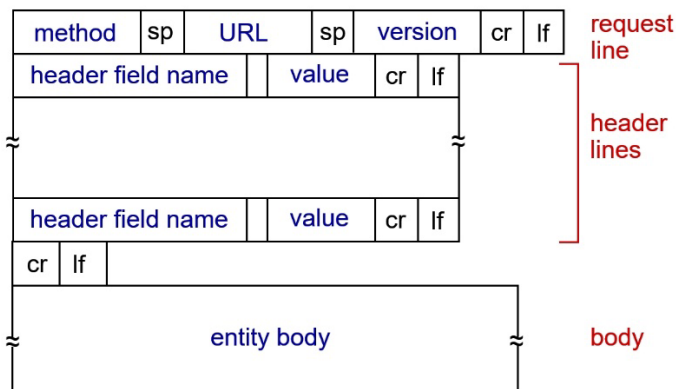 method sp URL sp version cr lf request
line
header field name value cr lf
header
lines
header field name value cr lf
cr lf
entity body body